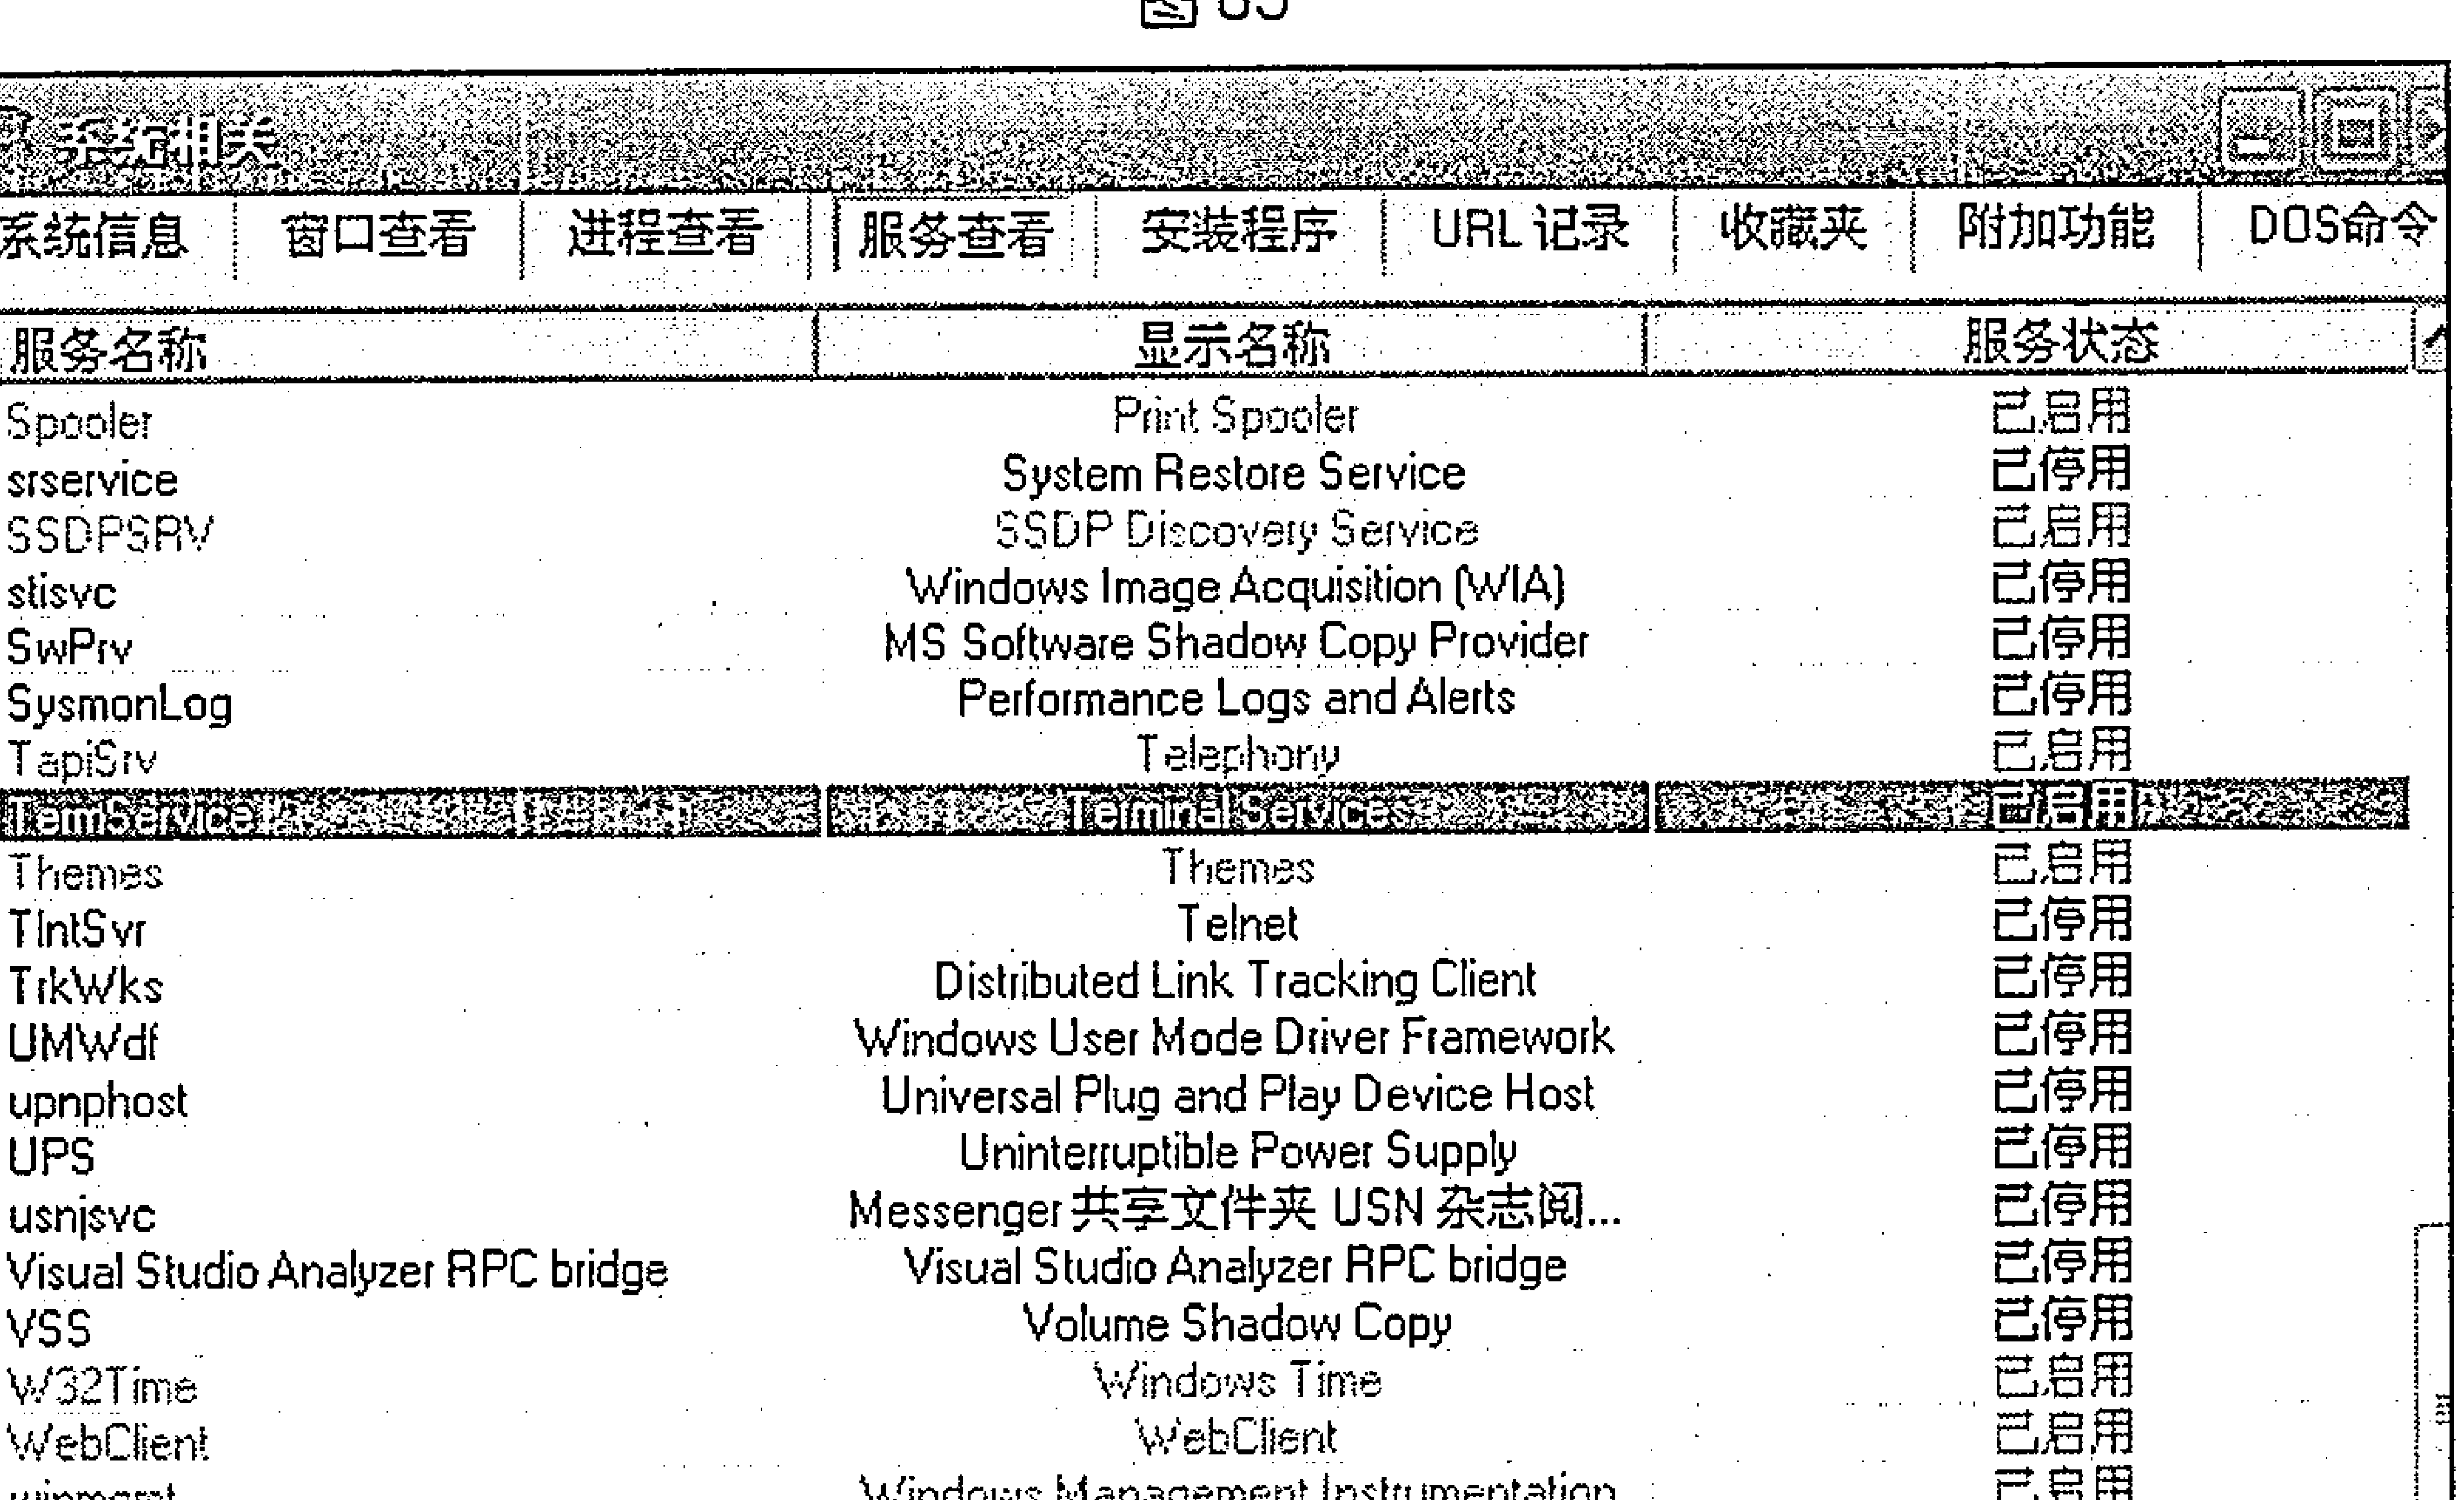 系统相关
系统信息 窗口查看 进程查看 服务查看 安装程序 URL 记录 收藏夹 附加功能 DOS命令
服务名称 显示名称 服务状态
Spooler Print Spooler 已启用
srservice System Restore Service 已停用
SSDPSRV SSDP Discovery Service 已启用
stisvc Windows Image Acquisition (WIA) 已停用
SwPrv MS Software Shadow Copy Provider 已停用
SysmonLog Performance Logs and Alerts 已停用
TapiSrv Telephony 已启用
TermService Terminal Services 已启用
Themes Themes 已启用
TlntSvr Telnet 已停用
TrkWks Distributed Link Tracking Client 已停用
UMWdf Windows User Mode Driver Framework 已停用
upnphost Universal Plug and Play Device Host 已停用
UPS Uninterruptible Power Supply 已停用
usnjsvc Messenger 共享文件夹 USN 杂志阅... 已停用
Visual Studio Analyzer RPC bridge Visual Studio Analyzer RPC bridge 已停用
VSS Volume Shadow Copy 已停用
W32Time Windows Time 已启用
WebClient WebClient 已启用
winmgmt Windows Management Instrumentation 已启用